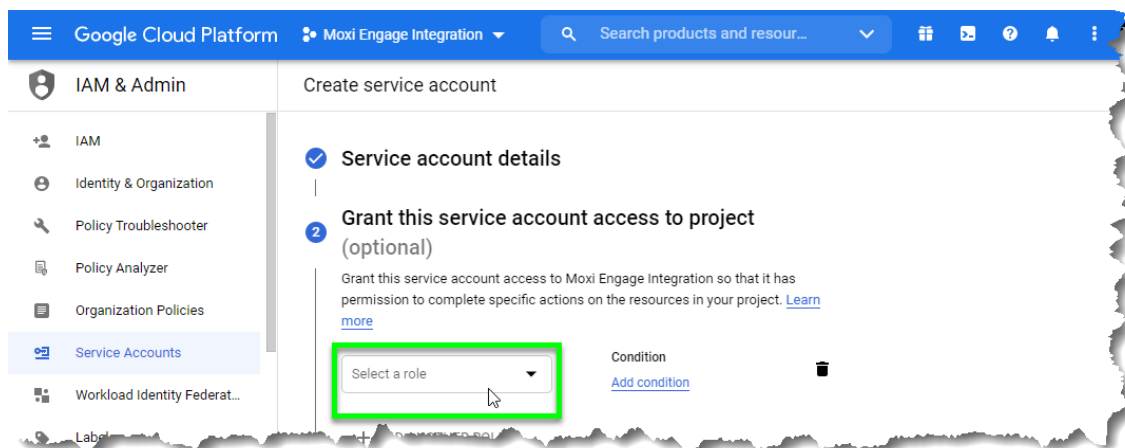 Google Cloud Platform
Moxi Engage Integration
Search products and resour...
IAM & Admin
Create service account
IAM
Identity & Organization
Policy Troubleshooter
Policy Analyzer
Organization Policies
Service Accounts
Workload Identity Federat...
Service account details
2
Grant this service account access to project
(optional)
Grant this service account access to Moxi Engage Integration so that it has
permission to complete specific actions on the resources in your project. Learn
more
Select a role
Condition
Add condition